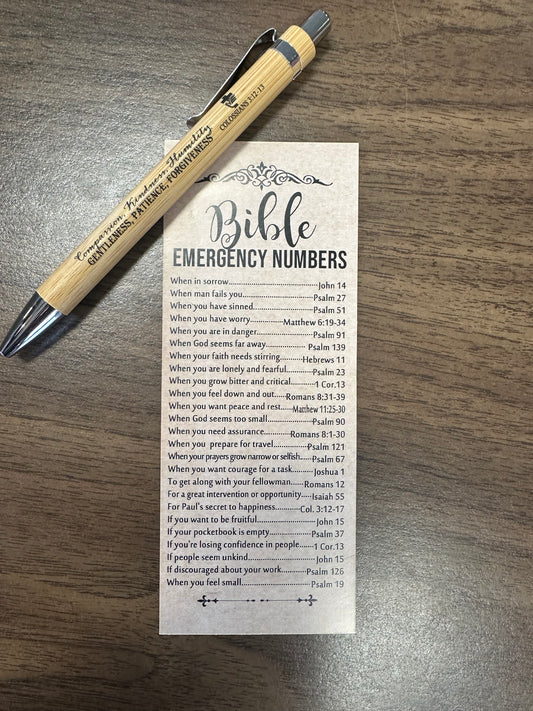 Compassion, Kindness, Humility
GENTLENESS, PATIENCE, FORGIVENESS
COLOSSIANS 3:12-13
Bible
EMERGENCY NUMBERS
When in sorrow..........John 14
When man fails you..........Psalm 27
When you have sinned..........Psalm 51
When you have worry..........Matthew 6:19-34
When you are in danger..........Psalm 91
When God seems far away..........Psalm 139
When your faith needs stirring..........Hebrews 11
When you are lonely and fearful..........Psalm 23
When you grow bitter and critical..........1 Cor.13
When you feel down and out..........Romans 8:31-39
When you want peace and rest..........Matthew 11:25-30
When God seems too small..........Psalm 90
When you need assurance..........Romans 8:1-30
When you prepare for travel..........Psalm 121
When your prayers grow narrow or selfish..........Psalm 67
When you want courage for a task..........Joshua 1
To get along with your fellowman..........Romans 12
For a great intervention or opportunity..........Isaiah 55
For Paul's secret to happiness..........Col. 3:12-17
If you want to be fruitful..........John 15
If your pocketbook is empty..........Psalm 37
If you're losing confidence in people..........1 Cor.13
If people seem unkind..........John 15
If discouraged about your work..........Psalm 126
When you feel small..........Psalm 19